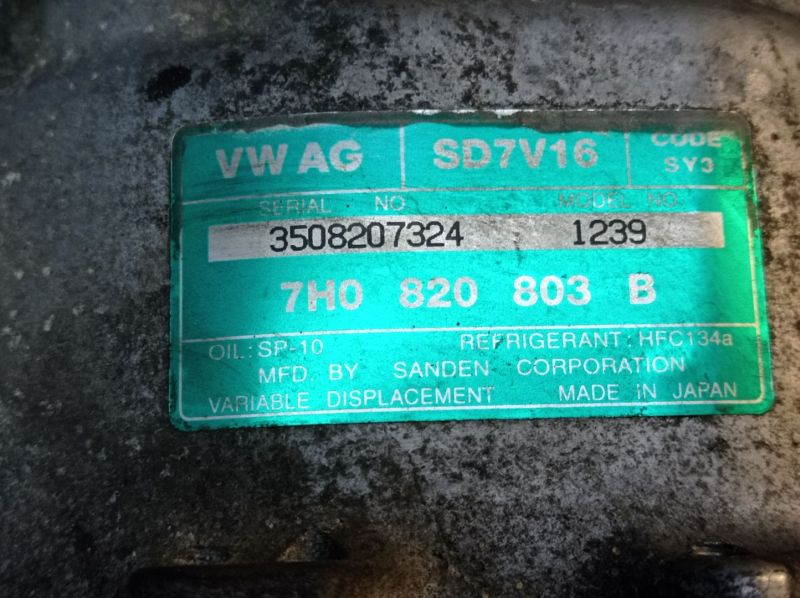 VW AG SD7V16 CODE
SY3
SERIAL NO. MODEL NO.
3508207324 1239
7H0 820 803 B
OIL: SP-10 REFRIGERANT: HFC134a
MFD. BY SANDEN CORPORATION
VARIABLE DISPLACEMENT MADE IN JAPAN